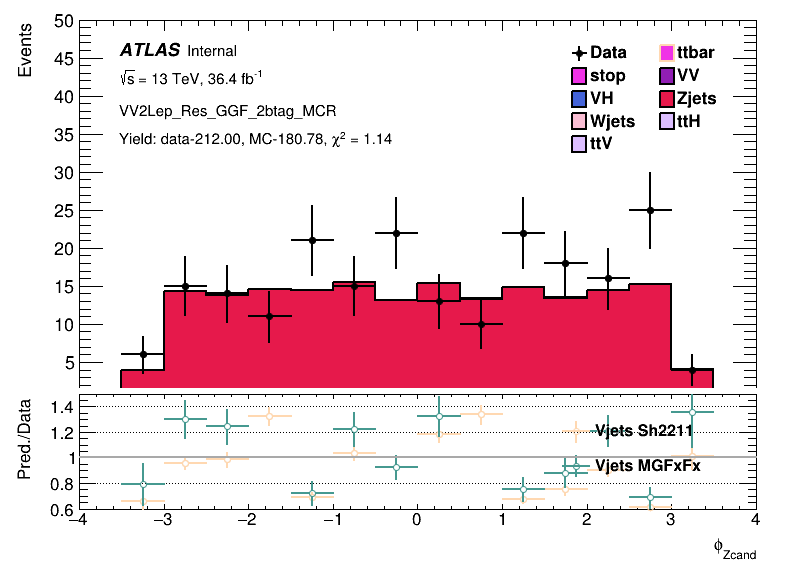 Events
50
45
40
35
30
25
20
15
10
5
ATLAS Internal
√s = 13 TeV, 36.4 fb⁻¹
VV2Lep_Res_GGF_2btag_MCR
Yield: data-212.00, MC-180.78, χ² = 1.14
Data
ttbar
stop
VV
VH
Zjets
Wjets
ttH
ttV
Pred./Data
1.4
1.2
1
0.8
0.6
Vjets Sh2211
Vjets MGFxFx
−4 −3 −2 −1 0 1 2 3 4
ϕ_Zcand